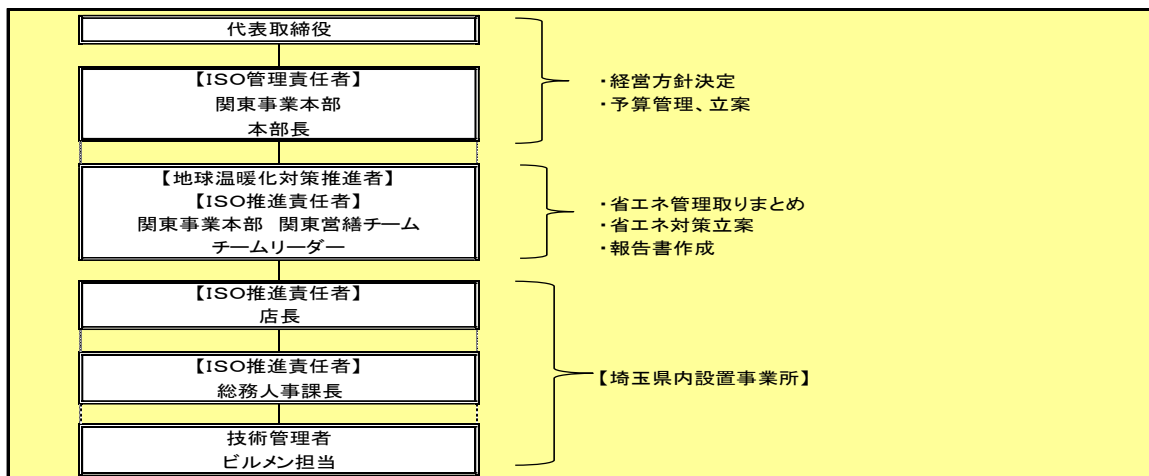 代表取締役
【ISO管理責任者】
関東事業本部
本部長
・経営方針決定
・予算管理、立案
【地球温暖化対策推進者】
【ISO推進責任者】
関東事業本部　関東営繕チーム
チームリーダー
・省エネ管理取りまとめ
・省エネ対策立案
・報告書作成
【ISO推進責任者】
店長
【ISO推進責任者】
総務人事課長
【埼玉県内設置事業所】
技術管理者
ビルメン担当